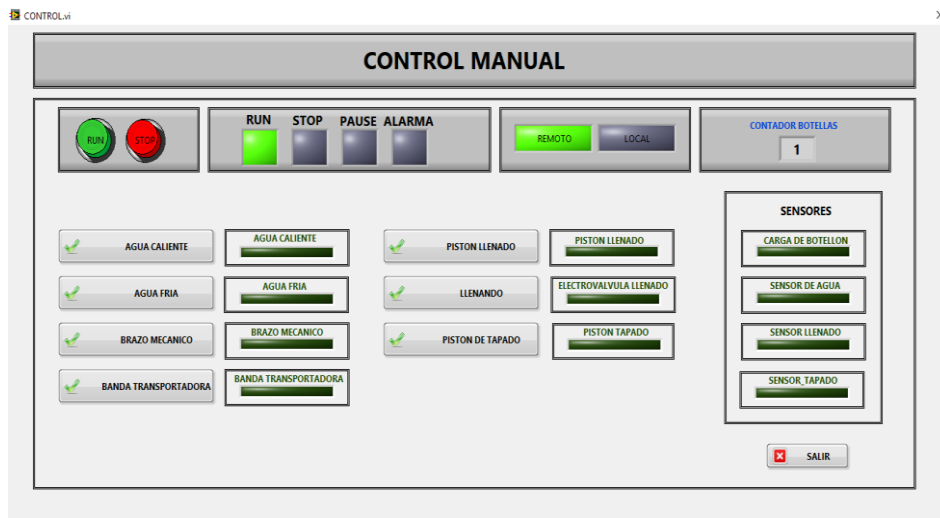 CONTROL.vi
CONTROL MANUAL
RUN STOP
RUN STOP PAUSE ALARMA
REMOTO LOCAL
CONTADOR BOTELLAS
1
SENSORES
AGUA CALIENTE
AGUA CALIENTE
PISTON LLENADO
PISTON LLENADO
CARGA DE BOTELLON
AGUA FRIA
AGUA FRIA
LLENANDO
ELECTROVALVULA LLENADO
SENSOR DE AGUA
BRAZO MECANICO
BRAZO MECANICO
PISTON DE TAPADO
PISTON TAPADO
SENSOR LLENADO
BANDA TRANSPORTADORA
BANDA TRANSPORTADORA
SENSOR_TAPADO
SALIR